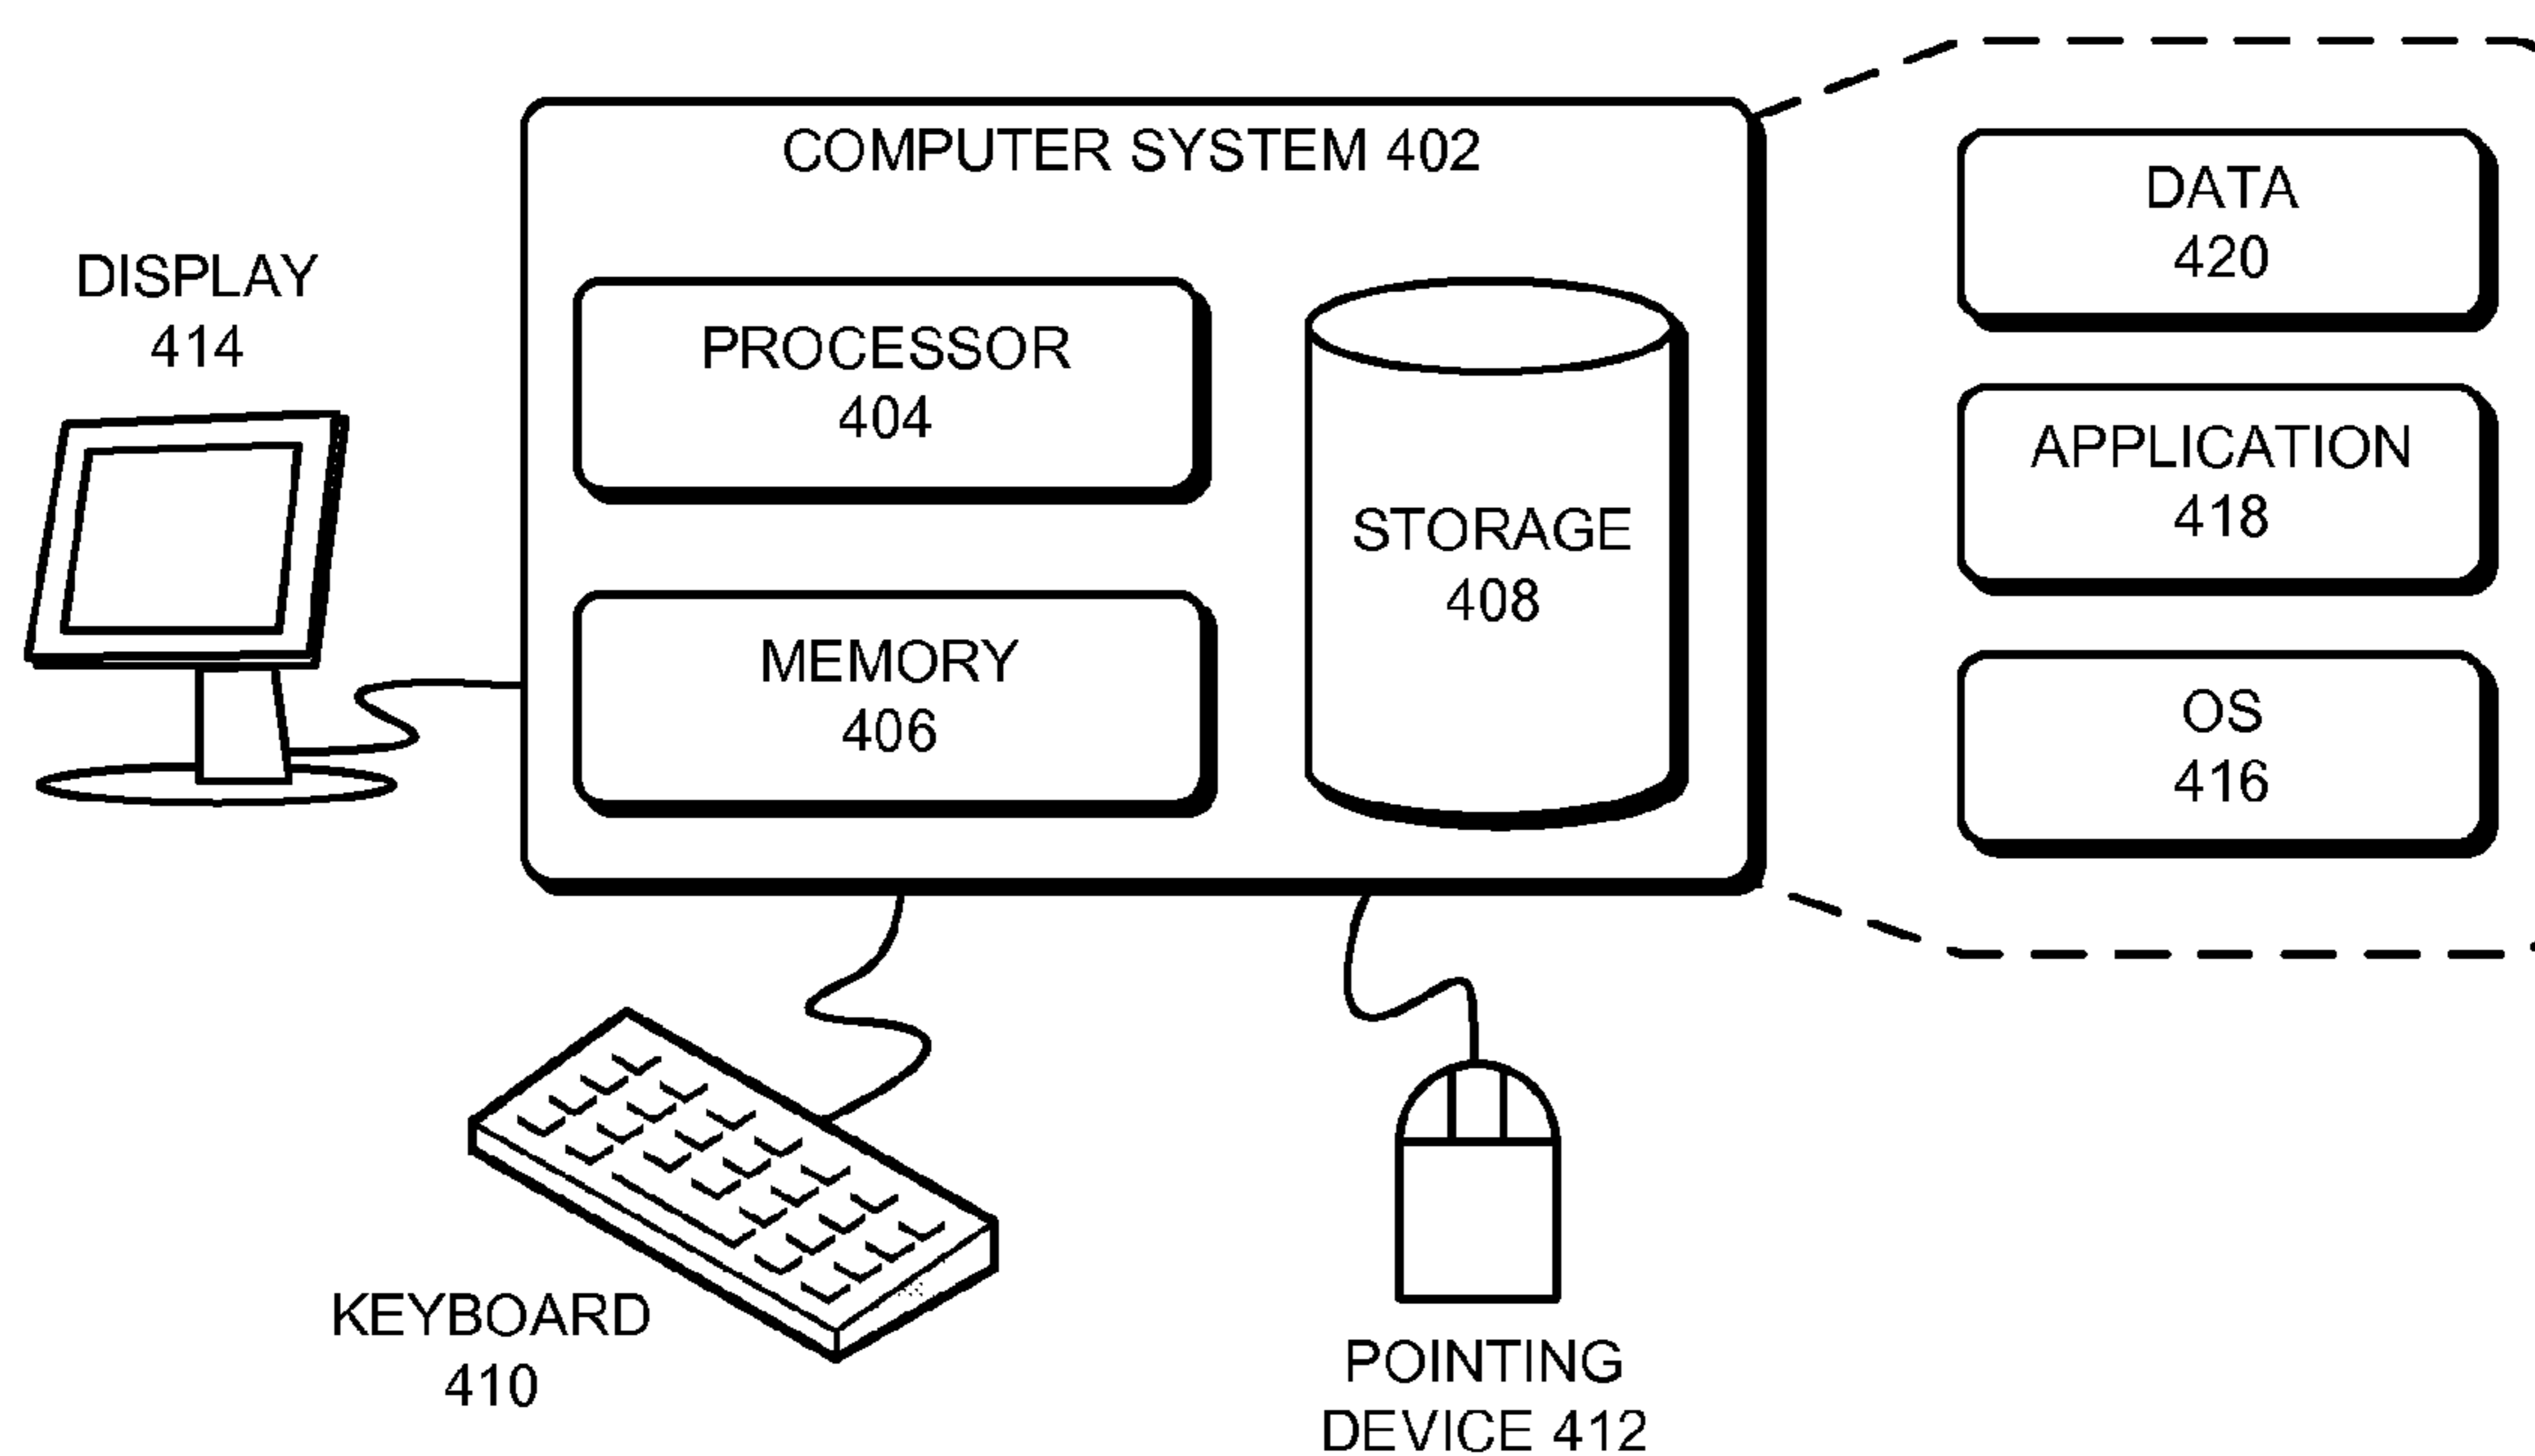 COMPUTER SYSTEM 402
DISPLAY
414
PROCESSOR
404
MEMORY
406
STORAGE
408
DATA
420
APPLICATION
418
OS
416
KEYBOARD
410
POINTING
DEVICE 412